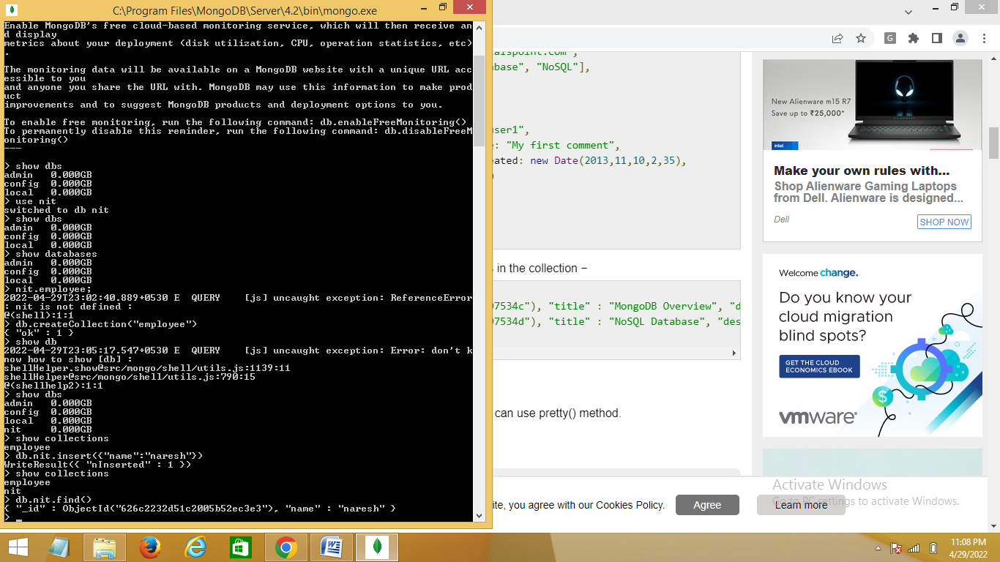 C:\Program Files\MongoDB\Server\4.2\bin\mongo.exe
Enable MongoDB's free cloud-based monitoring service, which will then receive an
d display
metrics about your deployment (disk utilization, CPU, operation statistics, etc)
.
The monitoring data will be available on a MongoDB website with a unique URL acc
essible to you
and anyone you share the URL with. MongoDB may use this information to make prod
uct
improvements and to suggest MongoDB products and deployment options to you.
To enable free monitoring, run the following command: db.enableFreeMonitoring()
To permanently disable this reminder, run the following command: db.disableFreeM
onitoring()
---
> show dbs
admin   0.000GB
config  0.000GB
local   0.000GB
> use nit
switched to db nit
> show dbs
admin   0.000GB
config  0.000GB
local   0.000GB
> show databases
admin   0.000GB
config  0.000GB
local   0.000GB
> nit.employee;
2022-04-29T23:02:40.889+0530 E  QUERY    [js] uncaught exception: ReferenceError
: nit is not defined :
@(shell):1:1
> db.createCollection("employee")
{ "ok" : 1 }
> show db
2022-04-29T23:05:17.547+0530 E  QUERY    [js] uncaught exception: Error: don't k
now how to show [db] :
shellHelper.show@src/mongo/shell/utils.js:1139:11
shellHelper@src/mongo/shell/utils.js:790:15
@(shellhelp2):1:1
> show dbs
admin   0.000GB
config  0.000GB
local   0.000GB
nit     0.000GB
> show collections
employee
> db.nit.insert({"name":"naresh"})
WriteResult({ "nInserted" : 1 })
> show collections
employee
nit
> db.nit.find()
{ "_id" : ObjectId("626c2232d51c2005b52ec3e3"), "name" : "naresh" }
>
alspoint.com",
base", "NoSQL"],
user1",
e: "My first comment",
eated: new Date(2013,11,10,2,35),
in the collection −
97534c"), "title" : "MongoDB Overview", "d
97534d"), "title" : "NoSQL Database", "des
can use pretty() method.
ite, you agree with our Cookies Policy.
Agree
Learn more
G
New Alienware m15 R7
Save up to ₹25,000*
intel
Make your own rules with...
Shop Alienware Gaming Laptops
from Dell. Alienware is designed...
Dell
SHOP NOW
Welcome change.
Do you know your
cloud migration
blind spots?
GET THE CLOUD
ECONOMICS EBOOK
$
vmware
Activate Windows
Go to PC settings to activate Windows.
11:08 PM
4/29/2022